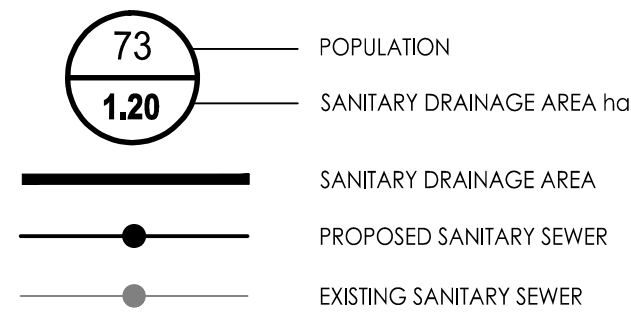 73
POPULATION
1.20
SANITARY DRAINAGE AREA ha
SANITARY DRAINAGE AREA
PROPOSED SANITARY SEWER
EXISTING SANITARY SEWER